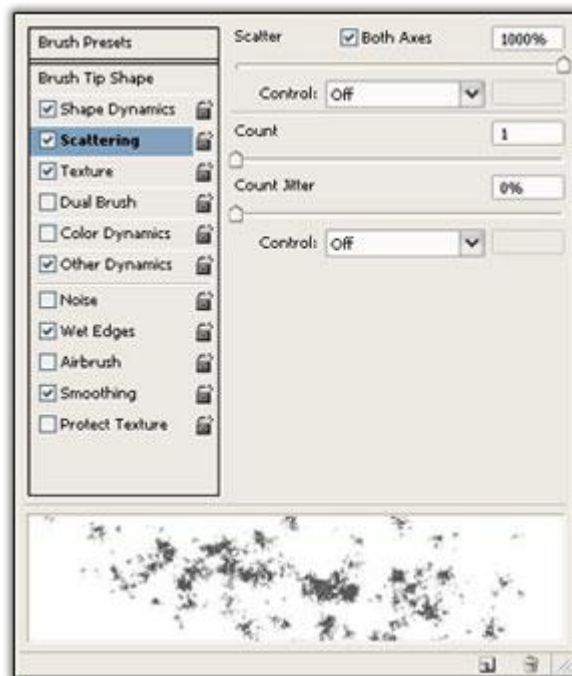 Brush Presets
Brush Tip Shape
Shape Dynamics
Scattering
Texture
Dual Brush
Color Dynamics
Other Dynamics
Noise
Wet Edges
Airbrush
Smoothing
Protect Texture
Scatter Both Axes 1000%
Control: Off
Count 1
Count Jitter 0%
Control: Off